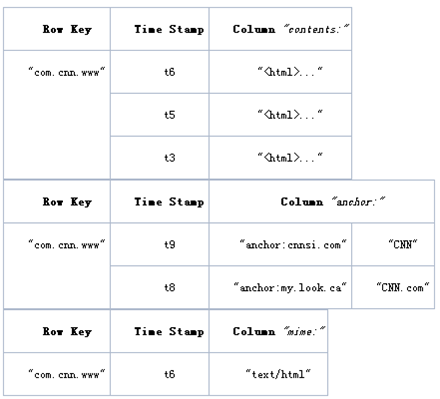 Row Key Time Stamp Column "contents:"
"com.cnn.www" t6 "<html>..."
t5 "<html>..."
t3 "<html>..."
Row Key Time Stamp Column "anchor:"
"com.cnn.www" t9 "anchor:cnnsi.com" "CNN"
t8 "anchor:my.look.ca" "CNN.com"
Row Key Time Stamp Column "mime:"
"com.cnn.www" t6 "text/html"